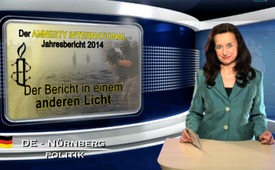 Der AMNESTY INTERNATIONAL
Jahresbericht 2014
Der Bericht in einem
anderen Licht
DE - NÜRNBERG
POLITIK